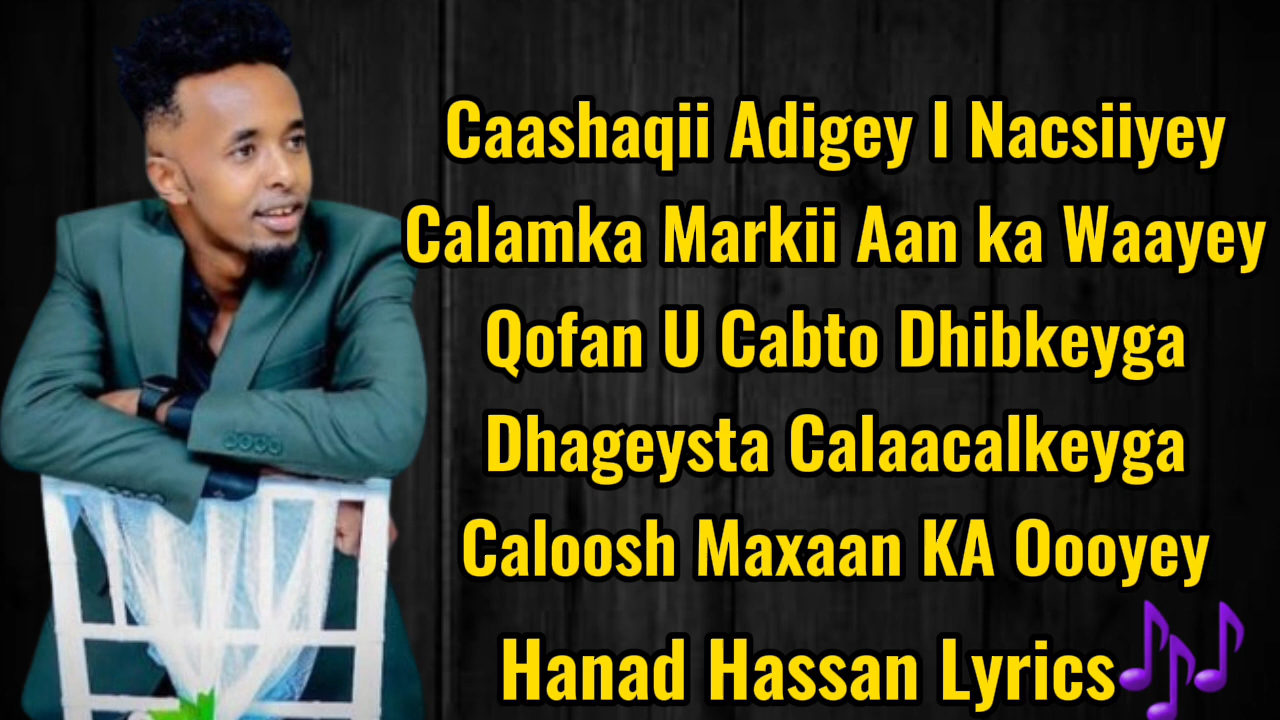 Caashaqii Adigey I Nacsiiyey
Calamka Markii Aan ka Waayey
Qofan U Cabto Dhibkeyga
Dhageysta Calaacalkeyga
Caloosh Maxaan KA Oooyey
Hanad Hassan Lyrics